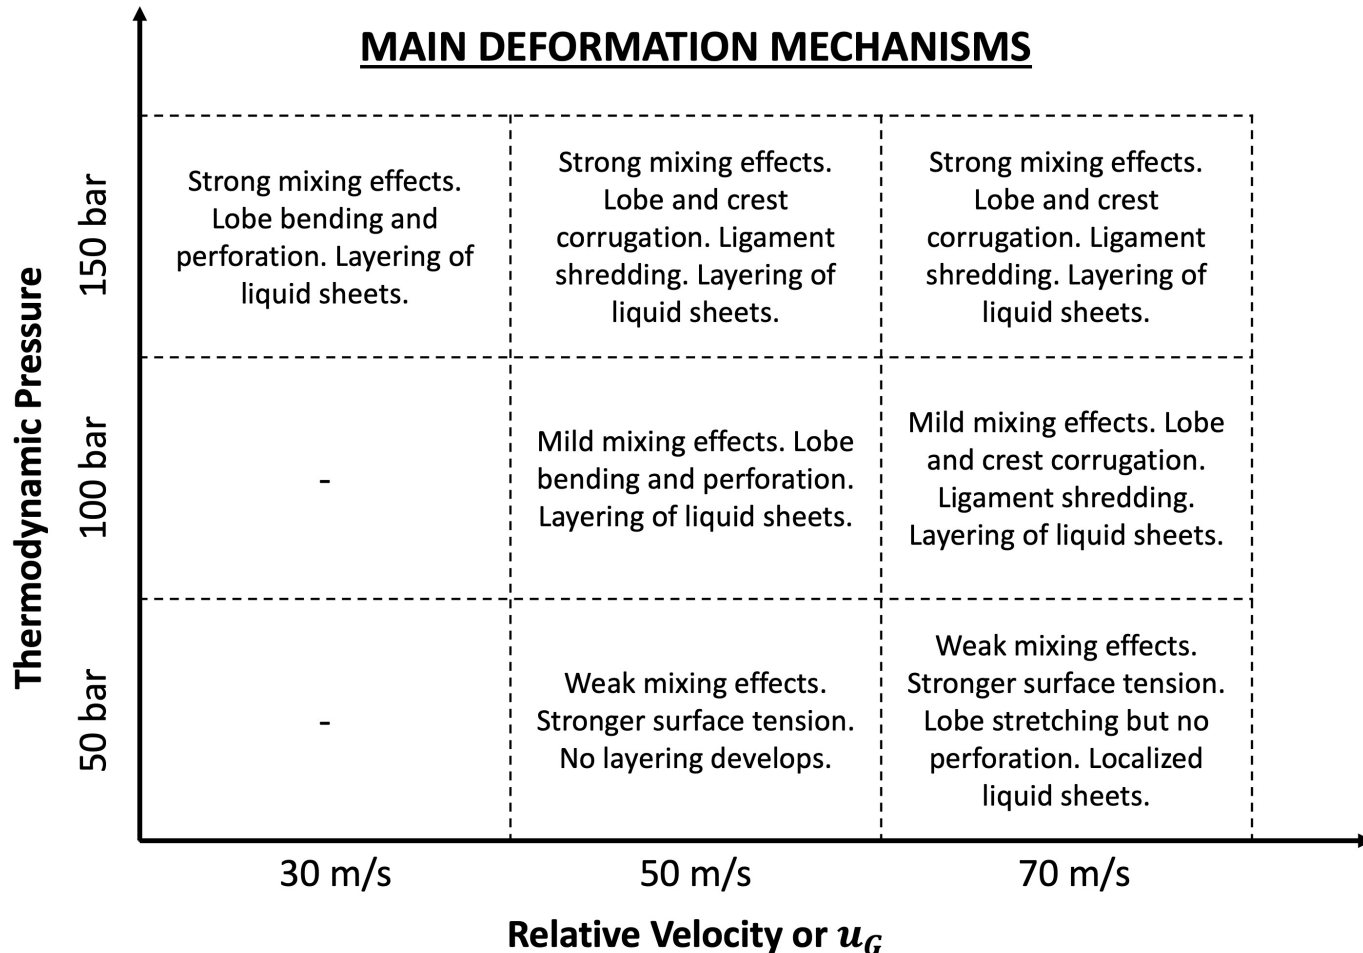 MAIN DEFORMATION MECHANISMS
Thermodynamic Pressure
150 bar
Strong mixing effects.
Lobe bending and
perforation. Layering of
liquid sheets.
Strong mixing effects.
Lobe and crest
corrugation. Ligament
shredding. Layering of
liquid sheets.
Strong mixing effects.
Lobe and crest
corrugation. Ligament
shredding. Layering of
liquid sheets.
100 bar
-
Mild mixing effects. Lobe
bending and perforation.
Layering of liquid sheets.
Mild mixing effects. Lobe
and crest corrugation.
Ligament shredding.
Layering of liquid sheets.
50 bar
-
Weak mixing effects.
Stronger surface tension.
No layering develops.
Weak mixing effects.
Stronger surface tension.
Lobe stretching but no
perforation. Localized
liquid sheets.
30 m/s
50 m/s
70 m/s
Relative Velocity or u_G